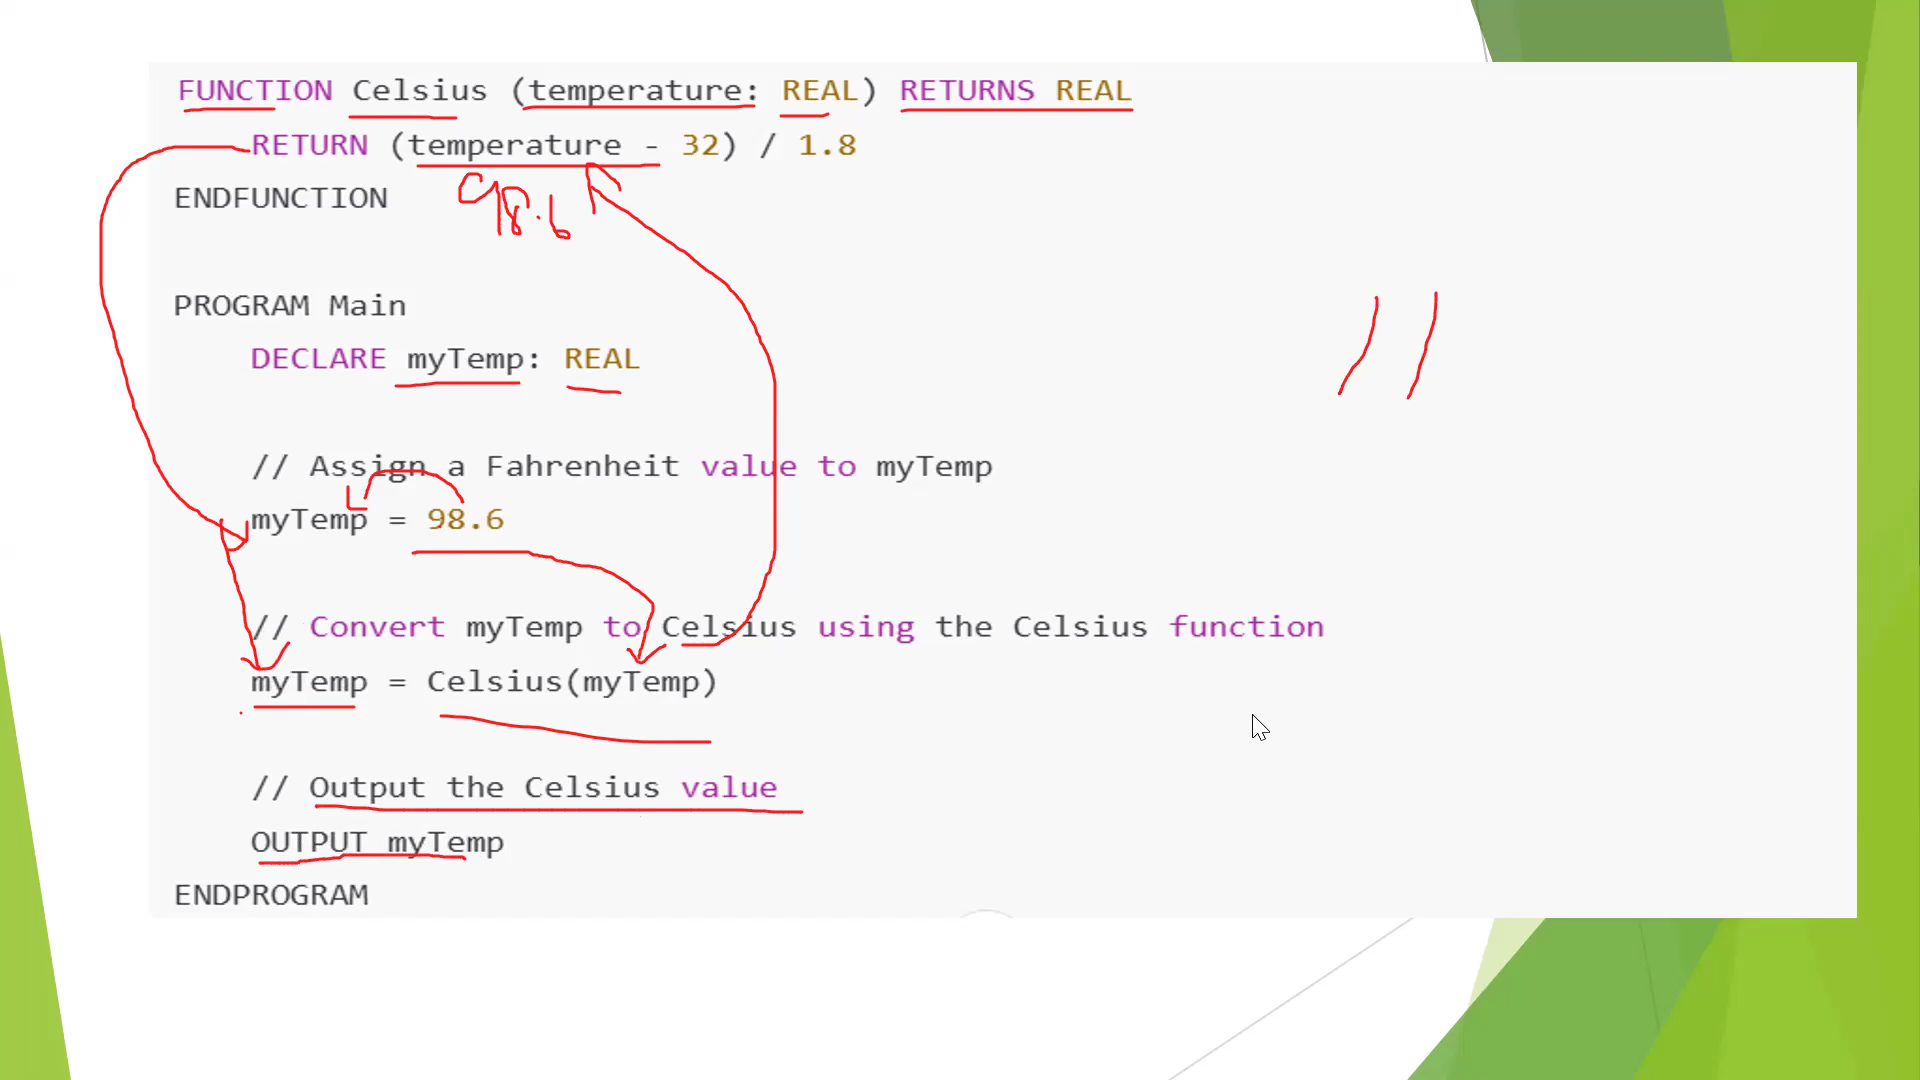 FUNCTION Celsius (temperature: REAL) RETURNS REAL
RETURN (temperature - 32) / 1.8
98.6
ENDFUNCTION
PROGRAM Main
DECLARE myTemp: REAL
// Assign a Fahrenheit value to myTemp
myTemp = 98.6
// Convert myTemp to Celsius using the Celsius function
myTemp = Celsius(myTemp)
// Output the Celsius value
OUTPUT myTemp
ENDPROGRAM